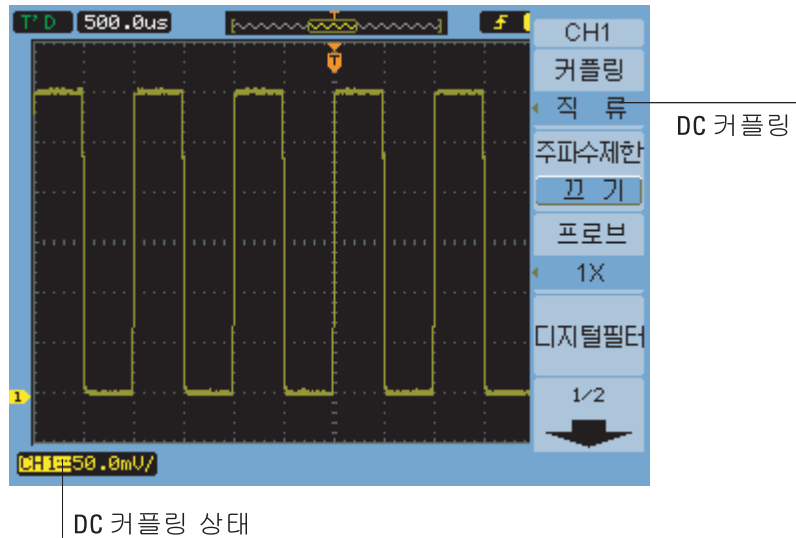 T'D 500.0us
T
T
CH1
커플링
직 류
DC 커플링
주파수제한
끄 기
프로브
1X
디지털필터
1/2
1
CH1 50.0mV/
DC 커플링 상태